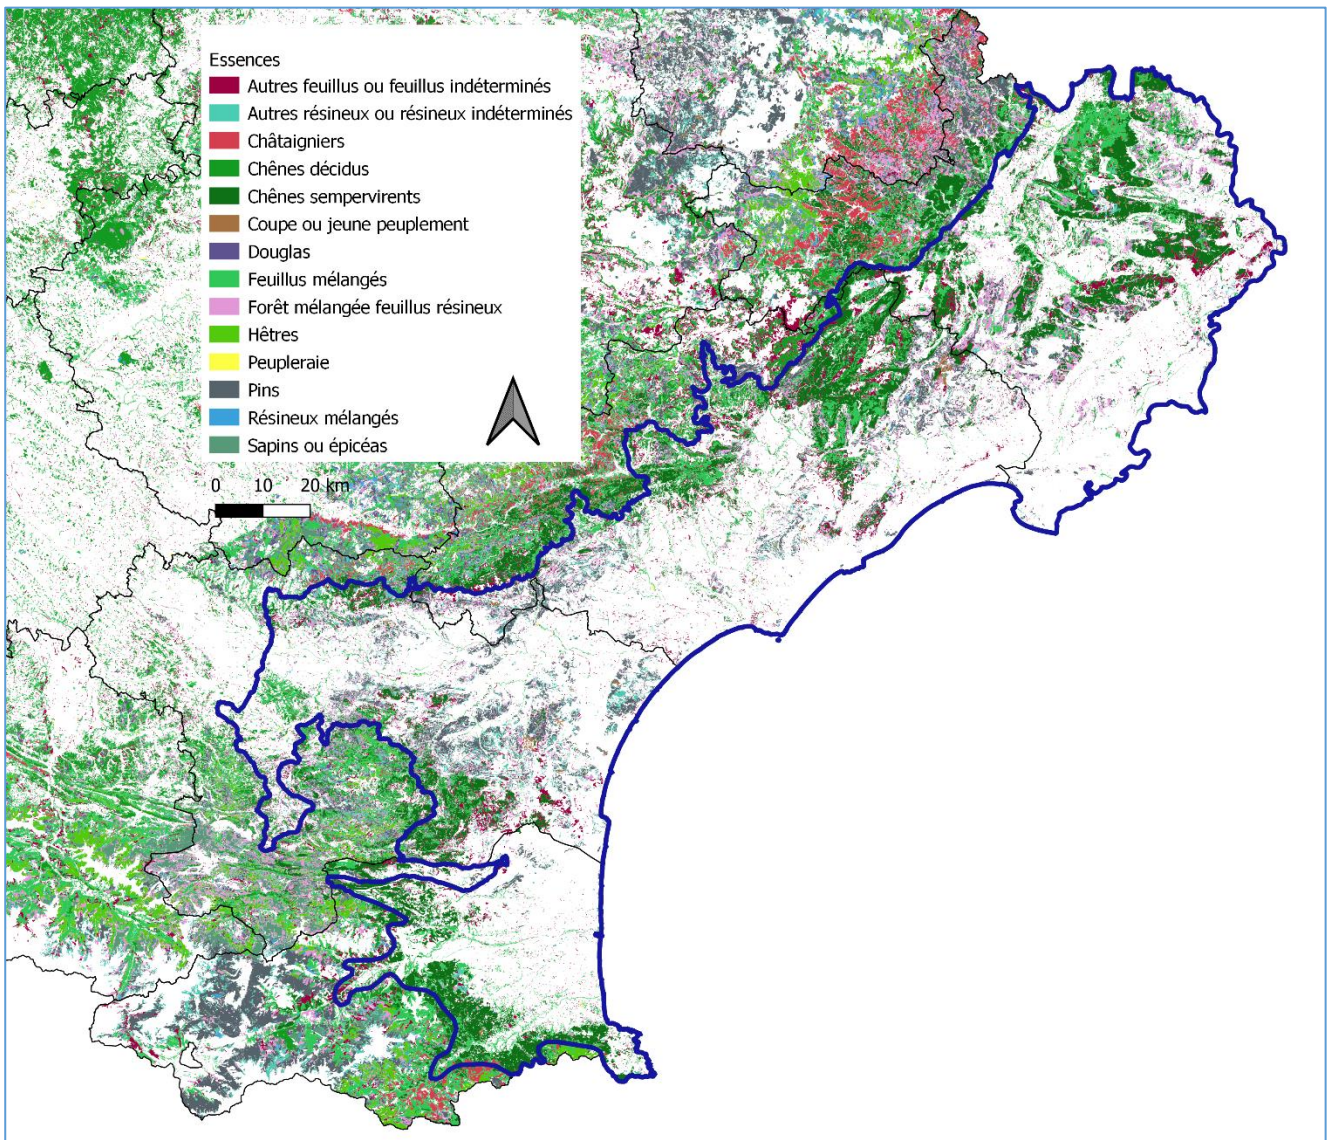 Essences
Autres feuillus ou feuillus indéterminés
Autres résineux ou résineux indéterminés
Châtaigniers
Chênes décidus
Chênes sempervirents
Coupe ou jeune peuplement
Douglas
Feuillus mélangés
Forêt mélangée feuillus résineux
Hêtres
Peupleraie
Pins
Résineux mélangés
Sapins ou épicéas
0 10 20 km